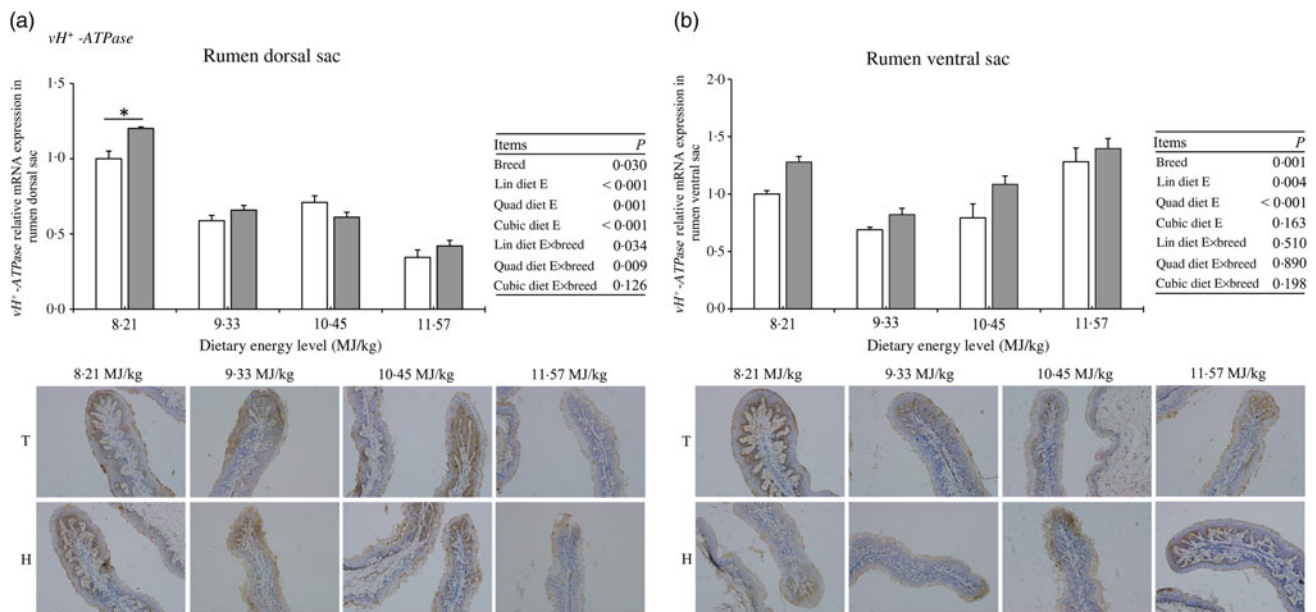 (a)
vH⁺ -ATPase
Rumen dorsal sac
vH⁺ -ATPase relative mRNA expression in
rumen dorsal sac
1·5
1·0
0·5
0·0
*
8·21 9·33 10·45 11·57
Dietary energy level (MJ/kg)
Items P
Breed 0·030
Lin diet E < 0·001
Quad diet E 0·001
Cubic diet E < 0·001
Lin diet E×breed 0·034
Quad diet E×breed 0·009
Cubic diet E×breed 0·126
8·21 MJ/kg 9·33 MJ/kg 10·45 MJ/kg 11·57 MJ/kg
T
H
(b)
Rumen ventral sac
vH⁺ -ATPase relative mRNA expression in
rumen ventral sac
2·0
1·5
1·0
0·5
0·0
8·21 9·33 10·45 11·57
Dietary energy level (MJ/kg)
Items P
Breed 0·001
Lin diet E 0·004
Quad diet E < 0·001
Cubic diet E 0·163
Lin diet E×breed 0·510
Quad diet E×breed 0·890
Cubic diet E×breed 0·198
8·21 MJ/kg 9·33 MJ/kg 10·45 MJ/kg 11·57 MJ/kg
T
H